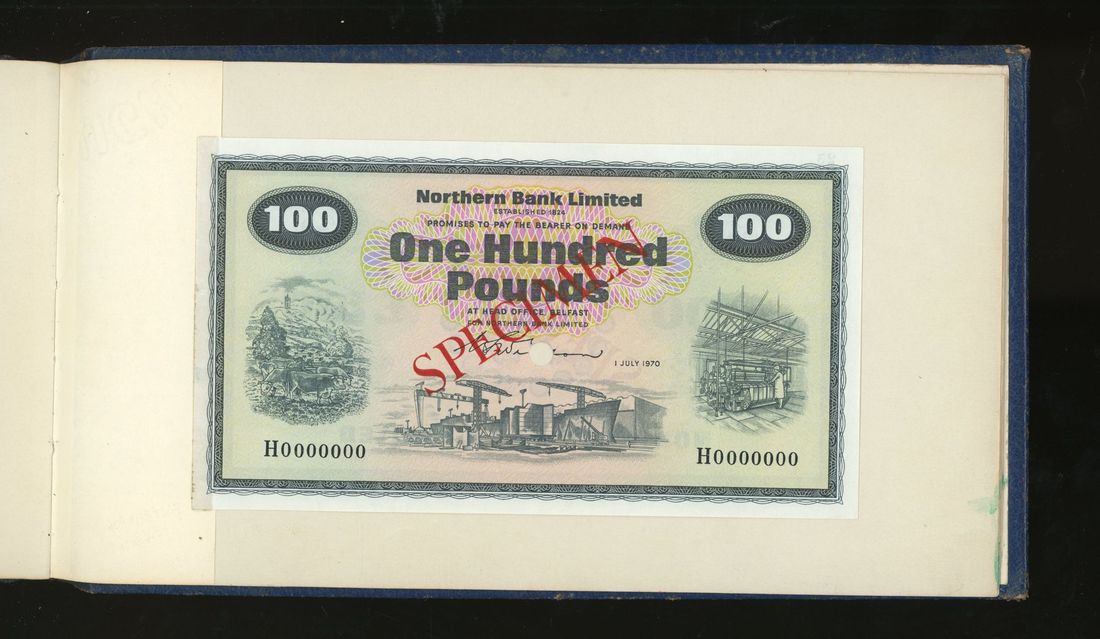 Northern Bank Limited
ESTABLISHED 1824
PROMISES TO PAY THE BEARER ON DEMAND
100
100
One Hundred
Pounds
AT HEAD OFFICE, BELFAST
FOR NORTHERN BANK LIMITED
SPECIMEN
1 JULY 1970
H0000000
H0000000